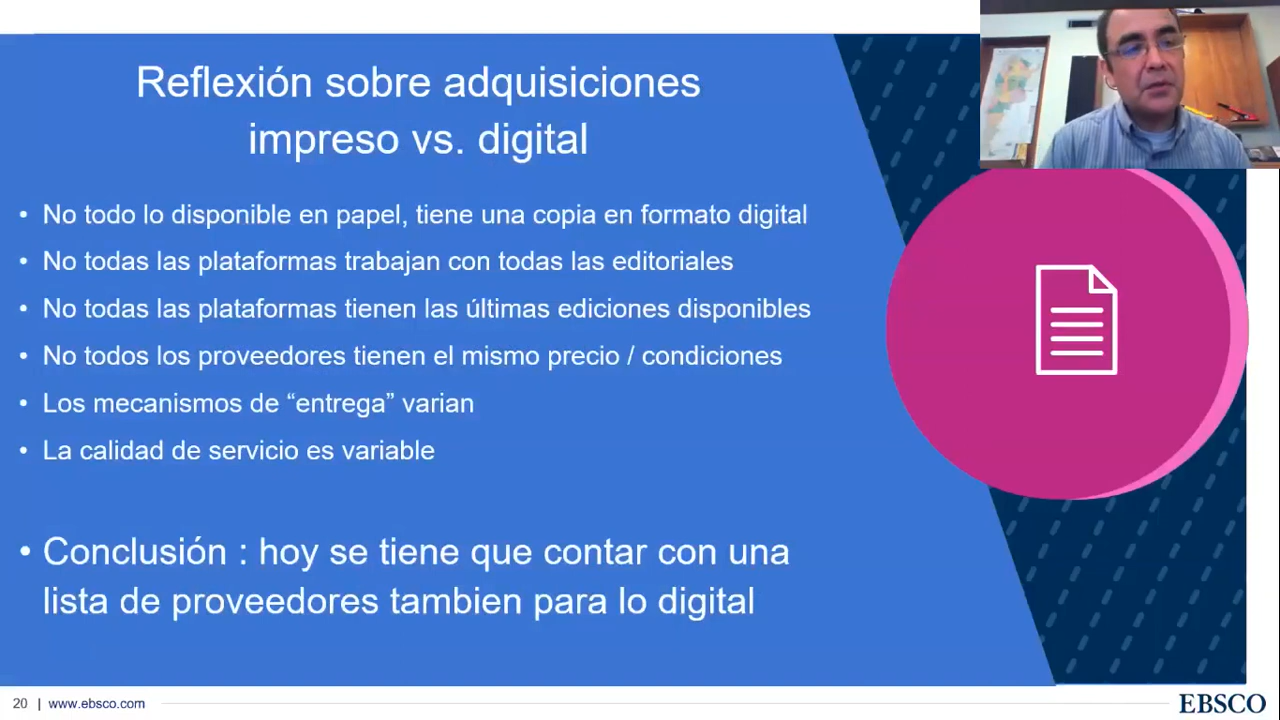 Reflexión sobre adquisiciones
impreso vs. digital
• No todo lo disponible en papel, tiene una copia en formato digital
• No todas las plataformas trabajan con todas las editoriales
• No todas las plataformas tienen las últimas ediciones disponibles
• No todos los proveedores tienen el mismo precio / condiciones
• Los mecanismos de “entrega” varian
• La calidad de servicio es variable
• Conclusión : hoy se tiene que contar con una
lista de proveedores tambien para lo digital
20 | www.ebsco.com
EBSCO